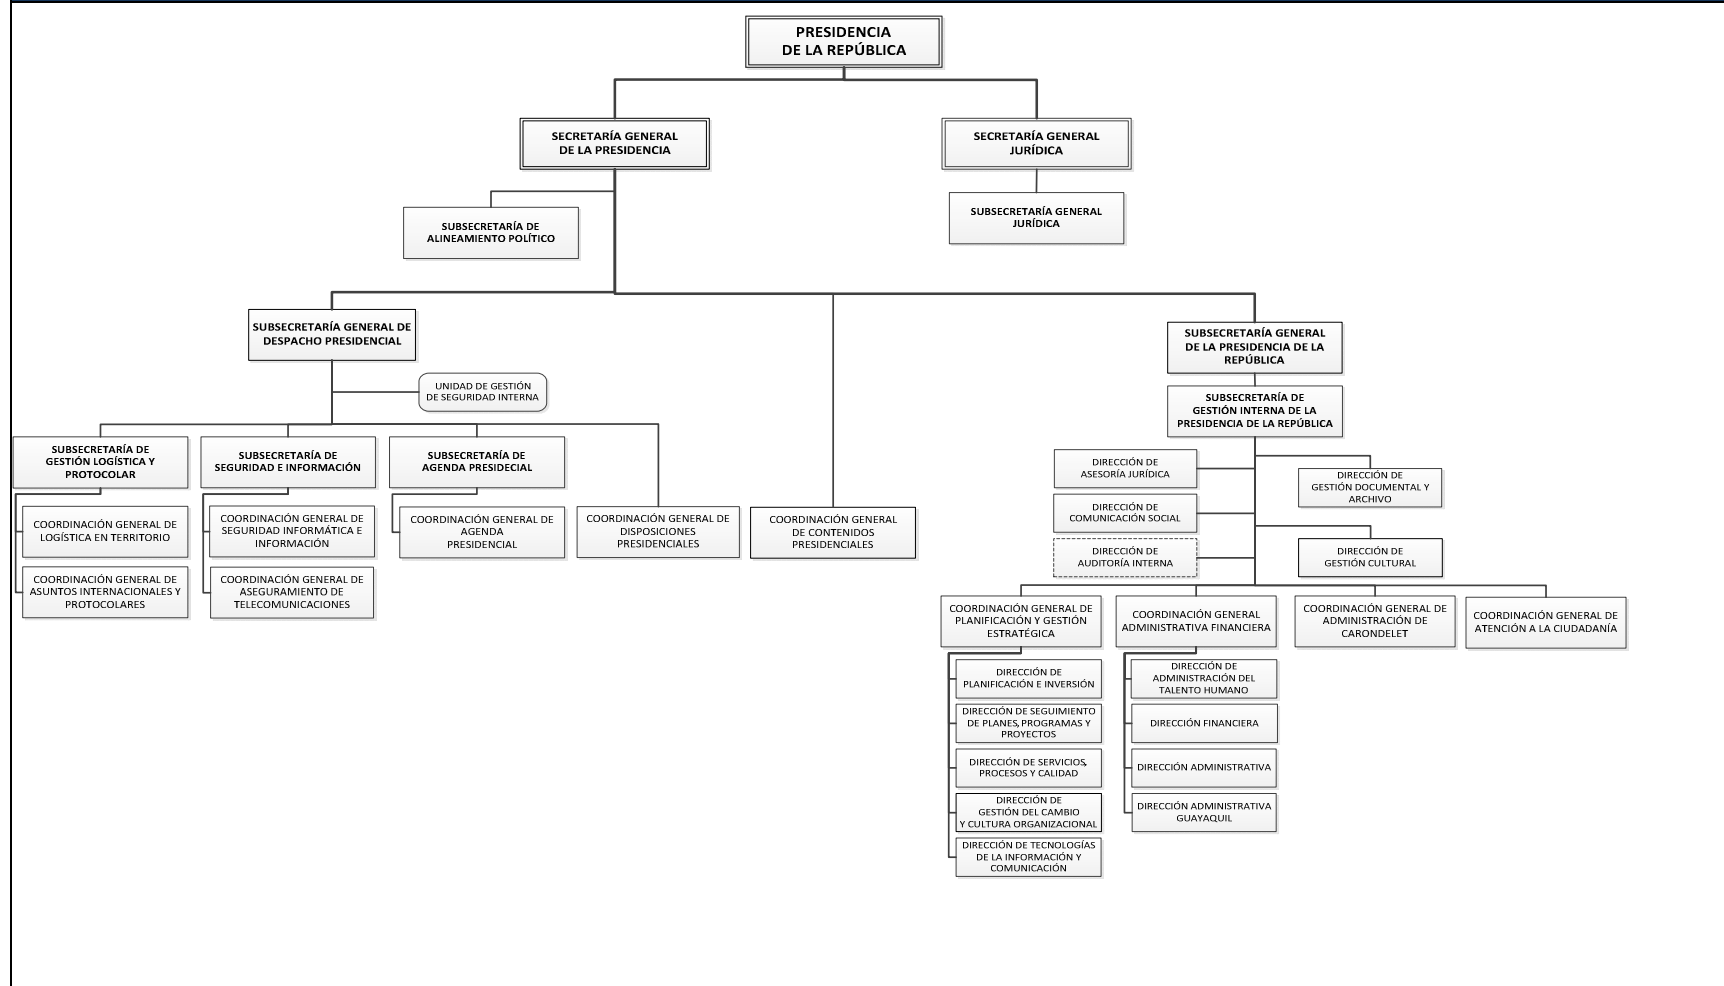 PRESIDENCIA
DE LA REPÚBLICA
SECRETARÍA GENERAL
DE LA PRESIDENCIA
SECRETARÍA GENERAL
JURÍDICA
SUBSECRETARÍA DE
ALINEAMIENTO POLÍTICO
SUBSECRETARÍA GENERAL
JURÍDICA
SUBSECRETARÍA GENERAL DE
DESPACHO PRESIDENCIAL
SUBSECRETARÍA GENERAL
DE LA PRESIDENCIA DE LA
REPÚBLICA
UNIDAD DE GESTIÓN
DE SEGURIDAD INTERNA
SUBSECRETARÍA DE
GESTIÓN INTERNA DE LA
PRESIDENCIA DE LA REPÚBLICA
SUBSECRETARÍA DE
GESTIÓN LOGÍSTICA Y
PROTOCOLAR
SUBSECRETARÍA DE
SEGURIDAD E INFORMACIÓN
SUBSECRETARÍA DE
AGENDA PRESIDECIAL
COORDINACIÓN GENERAL DE
LOGÍSTICA EN TERRITORIO
COORDINACIÓN GENERAL DE
SEGURIDAD INFORMÁTICA E
INFORMACIÓN
COORDINACIÓN GENERAL DE
AGENDA
PRESIDENCIAL
COORDINACIÓN GENERAL DE
DISPOSICIONES
PRESIDENCIALES
COORDINACIÓN GENERAL
DE CONTENIDOS
PRESIDENCIALES
COORDINACIÓN GENERAL DE
ASUNTOS INTERNACIONALES Y
PROTOCOLARES
COORDINACIÓN GENERAL DE
ASEGURAMIENTO DE
TELECOMUNICACIONES
DIRECCIÓN DE
ASESORÍA JURÍDICA
DIRECCIÓN DE
GESTIÓN DOCUMENTAL Y
ARCHIVO
DIRECCIÓN DE
COMUNICACIÓN SOCIAL
DIRECCIÓN DE
AUDITORÍA INTERNA
DIRECCIÓN DE
GESTIÓN CULTURAL
COORDINACIÓN GENERAL DE
PLANIFICACIÓN Y GESTIÓN
ESTRATÉGICA
COORDINACIÓN GENERAL
ADMINISTRATIVA FINANCIERA
COORDINACIÓN GENERAL DE
ADMINISTRACIÓN DE
CARONDELET
COORDINACIÓN GENERAL DE
ATENCIÓN A LA CIUDADANÍA
DIRECCIÓN DE
PLANIFICACIÓN E INVERSIÓN
DIRECCIÓN DE SEGUIMIENTO
DE PLANES, PROGRAMAS Y
PROYECTOS
DIRECCIÓN DE SERVICIOS,
PROCESOS Y CALIDAD
DIRECCIÓN DE
GESTIÓN DEL CAMBIO
Y CULTURA ORGANIZACIONAL
DIRECCIÓN DE TECNOLOGÍAS
DE LA INFORMACIÓN Y
COMUNICACIÓN
DIRECCIÓN DE
ADMINISTRACIÓN DEL
TALENTO HUMANO
DIRECCIÓN FINANCIERA
DIRECCIÓN ADMINISTRATIVA
DIRECCIÓN ADMINISTRATIVA
GUAYAQUIL